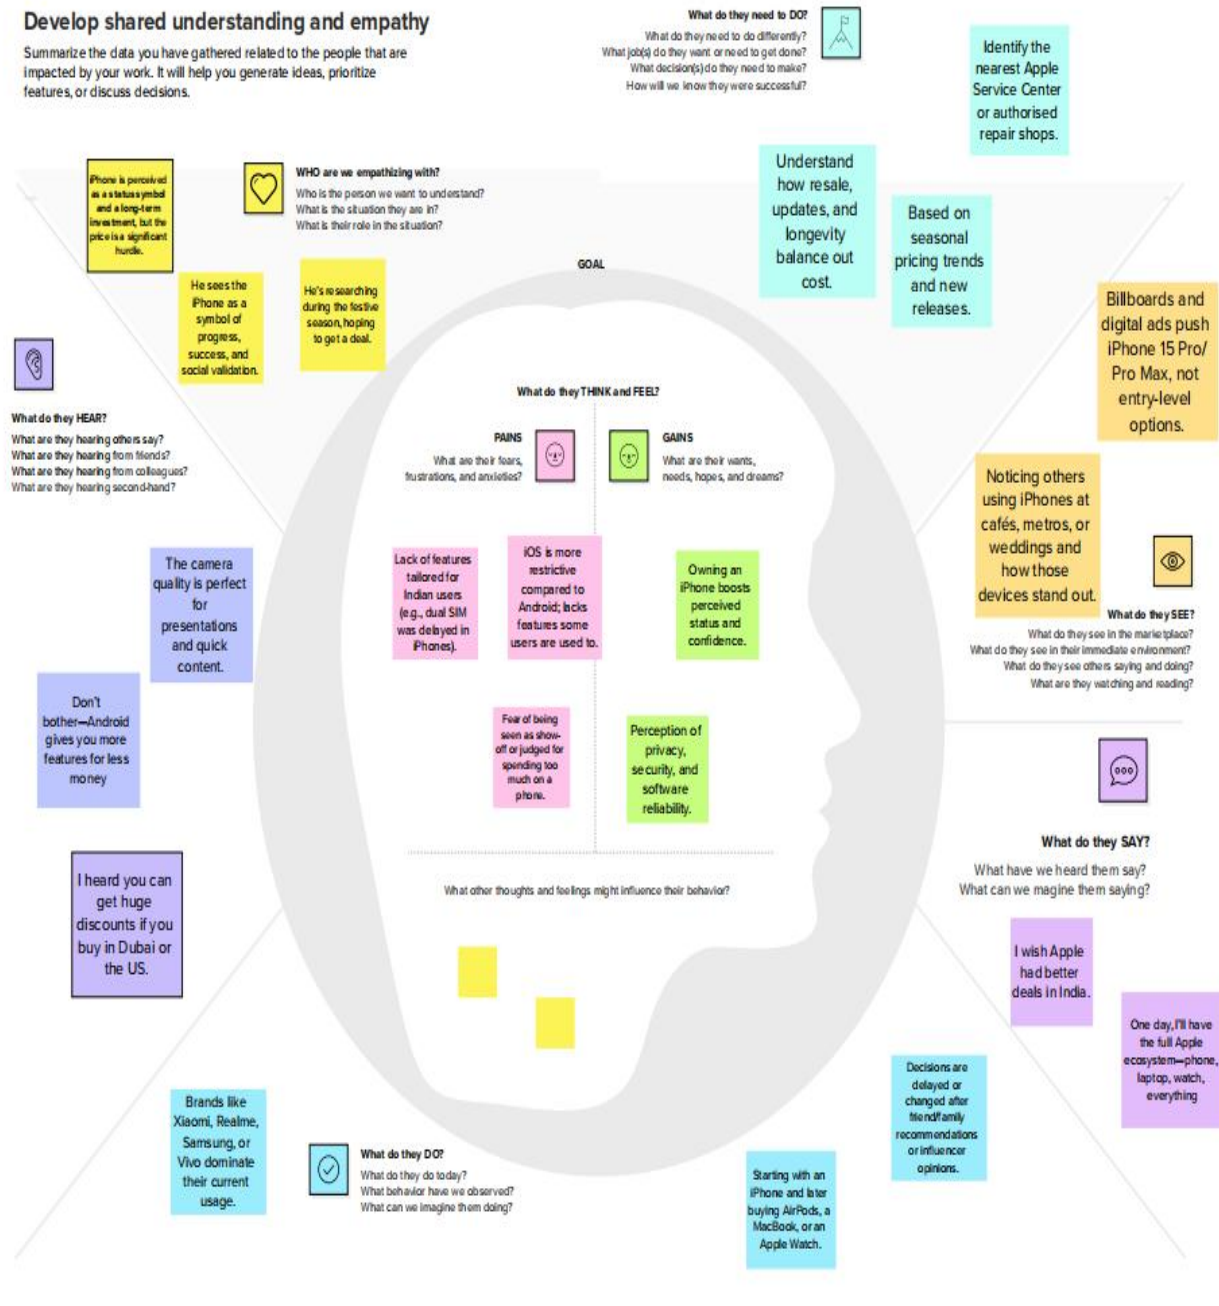 Develop shared understanding and empathy
Summarize the data you have gathered related to the people that are
impacted by your work. It will help you generate ideas, prioritize
features, or discuss decisions.
What do they need to DO?
What do they need to do differently?
What job(s) do they want or need to get done?
What decision(s) do they need to make?
How will we know they were successful?
Identify the
nearest Apple
Service Center
or authorised
repair shops.
Understand
how resale,
updates, and
longevity
balance out
cost.
Based on
seasonal
pricing trends
and new
releases.
iPhone is perceived
as a status symbol
and a long-term
investment, but the
price is a significant
hurdle.
WHO are we empathizing with?
Who is the person we want to understand?
What is the situation they are in?
What is their role in the situation?
He sees the
iPhone as a
symbol of
progress,
success, and
social validation.
He's researching
during the festive
season, hoping
to get a deal.
GOAL
Billboards and
digital ads push
iPhone 15 Pro/
Pro Max, not
entry-level
options.
Noticing others
using iPhones at
cafés, metros, or
weddings and
how those
devices stand out.
What do they SEE?
What do they see in the marketplace?
What do they see in their immediate environment?
What do they see others saying and doing?
What are they watching and reading?
What do they HEAR?
What are they hearing others say?
What are they hearing from friends?
What are they hearing from colleagues?
What are they hearing second-hand?
The camera
quality is perfect
for
presentations
and quick
content.
Don't
bother—Android
gives you more
features for less
money
I heard you can
get huge
discounts if you
buy in Dubai or
the US.
What do they THINK and FEEL?
PAINS
What are their fears,
frustrations, and anxieties?
GAINS
What are their wants,
needs, hopes, and dreams?
Lack of features
tailored for
Indian users
(e.g., dual SIM
was delayed in
iPhones).
iOS is more
restrictive
compared to
Android; lacks
features some
users are used to.
Owning an
iPhone boosts
perceived
status and
confidence.
Fear of being
seen as show-
off or judged for
spending too
much on a
phone.
Perception of
privacy,
security, and
software
reliability.
What other thoughts and feelings might influence their behavior?
What do they SAY?
What have we heard them say?
What can we magine them saying?
I wish Apple
had better
deals in India.
One day, I'll have
the full Apple
ecosystem—phone,
laptop, watch,
everything
Brands like
Xiaomi, Realme,
Samsung, or
Vivo dominate
their current
usage.
What do they DO?
What do they do today?
What behavior have we observed?
What can we imagine them doing?
Decisions are
delayed or
changed after
friend/family
recommendations
or influencer
opinions.
Starting with an
iPhone and later
buying AirPods, a
MacBook, or an
Apple Watch.